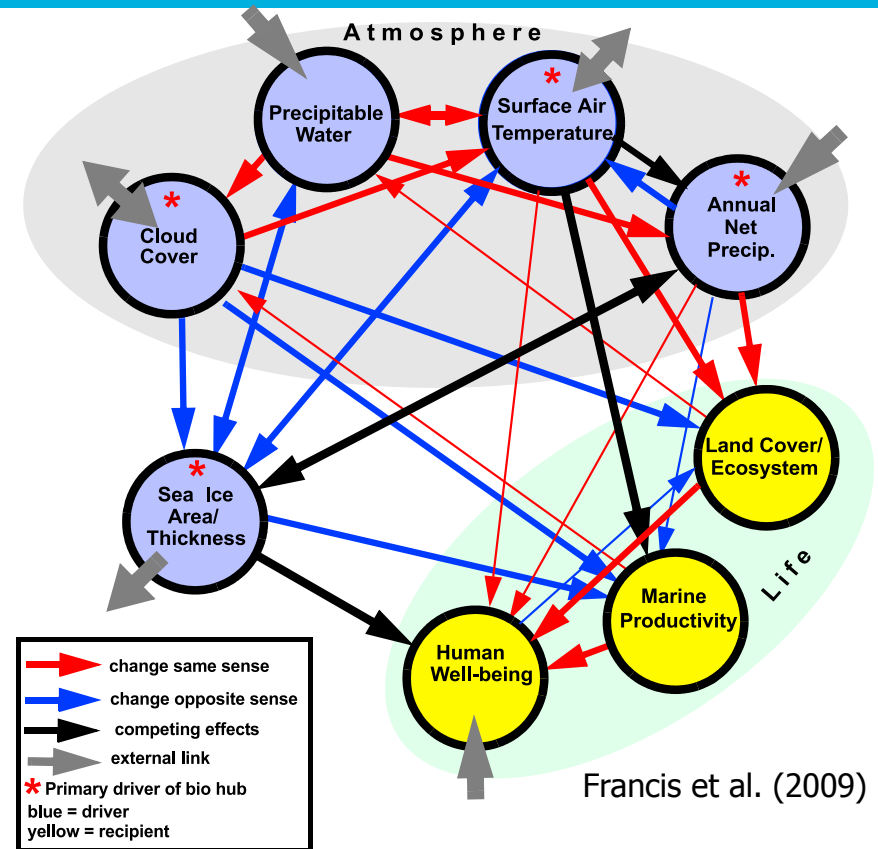 Atmosphere
Precipitable
Water
*
Surface Air
Temperature
*
Cloud
Cover
*
Annual
Net
Precip.
*
Sea Ice
Area/
Thickness
Land Cover/
Ecosystem
Marine
Productivity
Human
Well-being
Life
change same sense
change opposite sense
competing effects
external link
* Primary driver of bio hub
blue = driver
yellow = recipient
Francis et al. (2009)